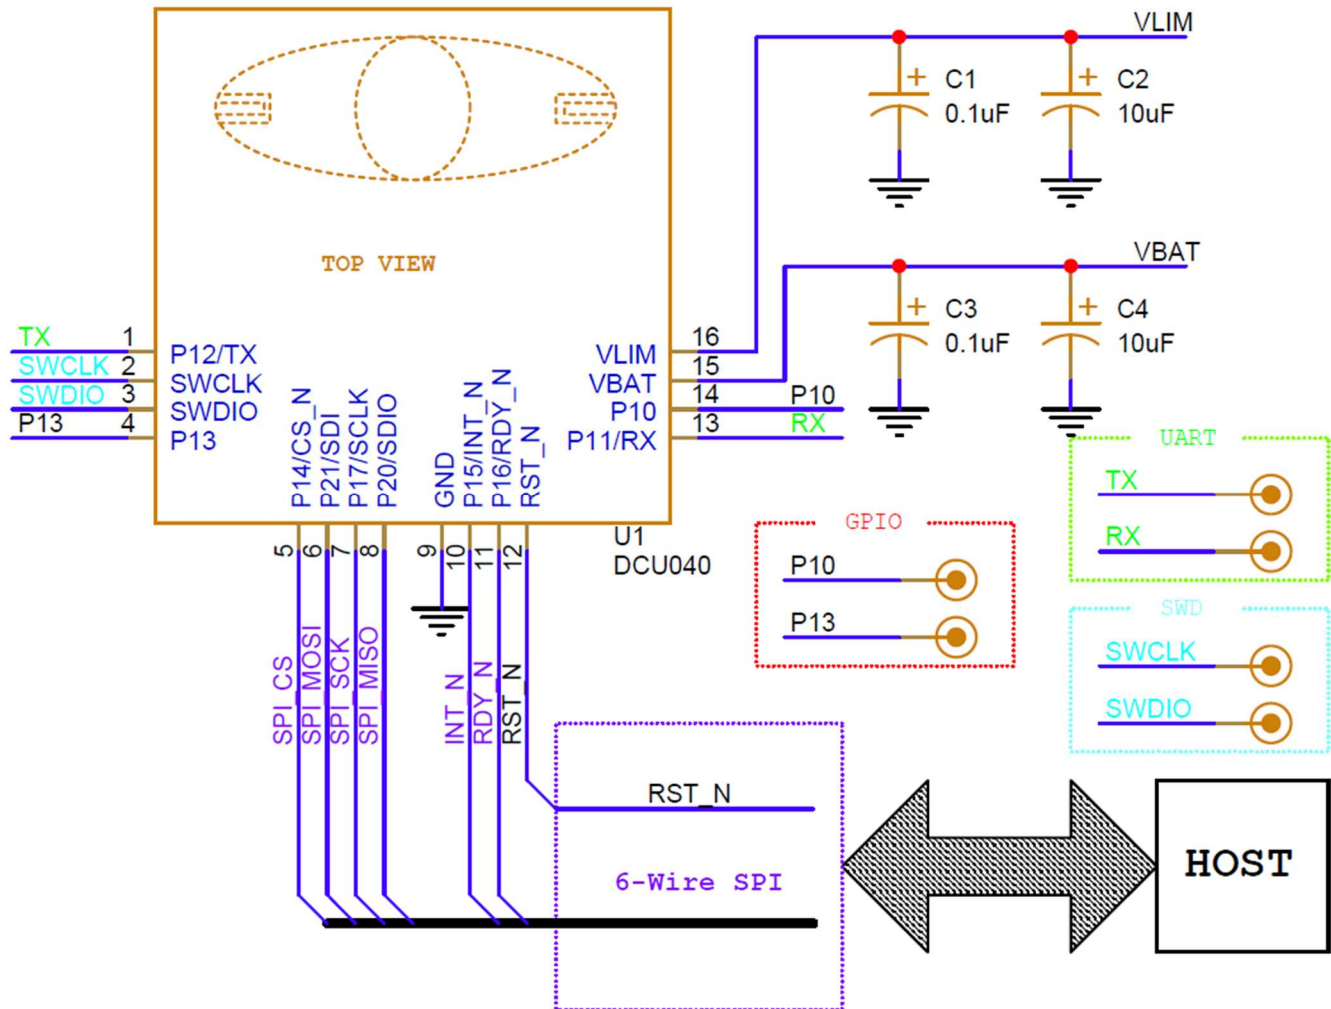 VLIM
C1
0.1uF
C2
10uF
TOP VIEW
VBAT
C3
0.1uF
C4
10uF
TX
1
P12/TX
SWCLK
2
SWCLK
SWDIO
3
SWDIO
P13
4
P13
VLIM
16
VBAT
15
P10
14
P10
P11/RX
13
RX
P14/CS_N
P21/SDI
P17/SCLK
P20/SDIO
GND
P15/INT_N
P16/RDY_N
RST_N
5
6
7
8
9
10
11
12
U1
DCU040
SPI_CS
SPI_MOSI
SPI_SCK
SPI_MISO
INT_N
RDY_N
RST_N
GPIO
P10
P13
UART
TX
RX
SWD
SWCLK
SWDIO
RST_N
6-Wire SPI
HOST